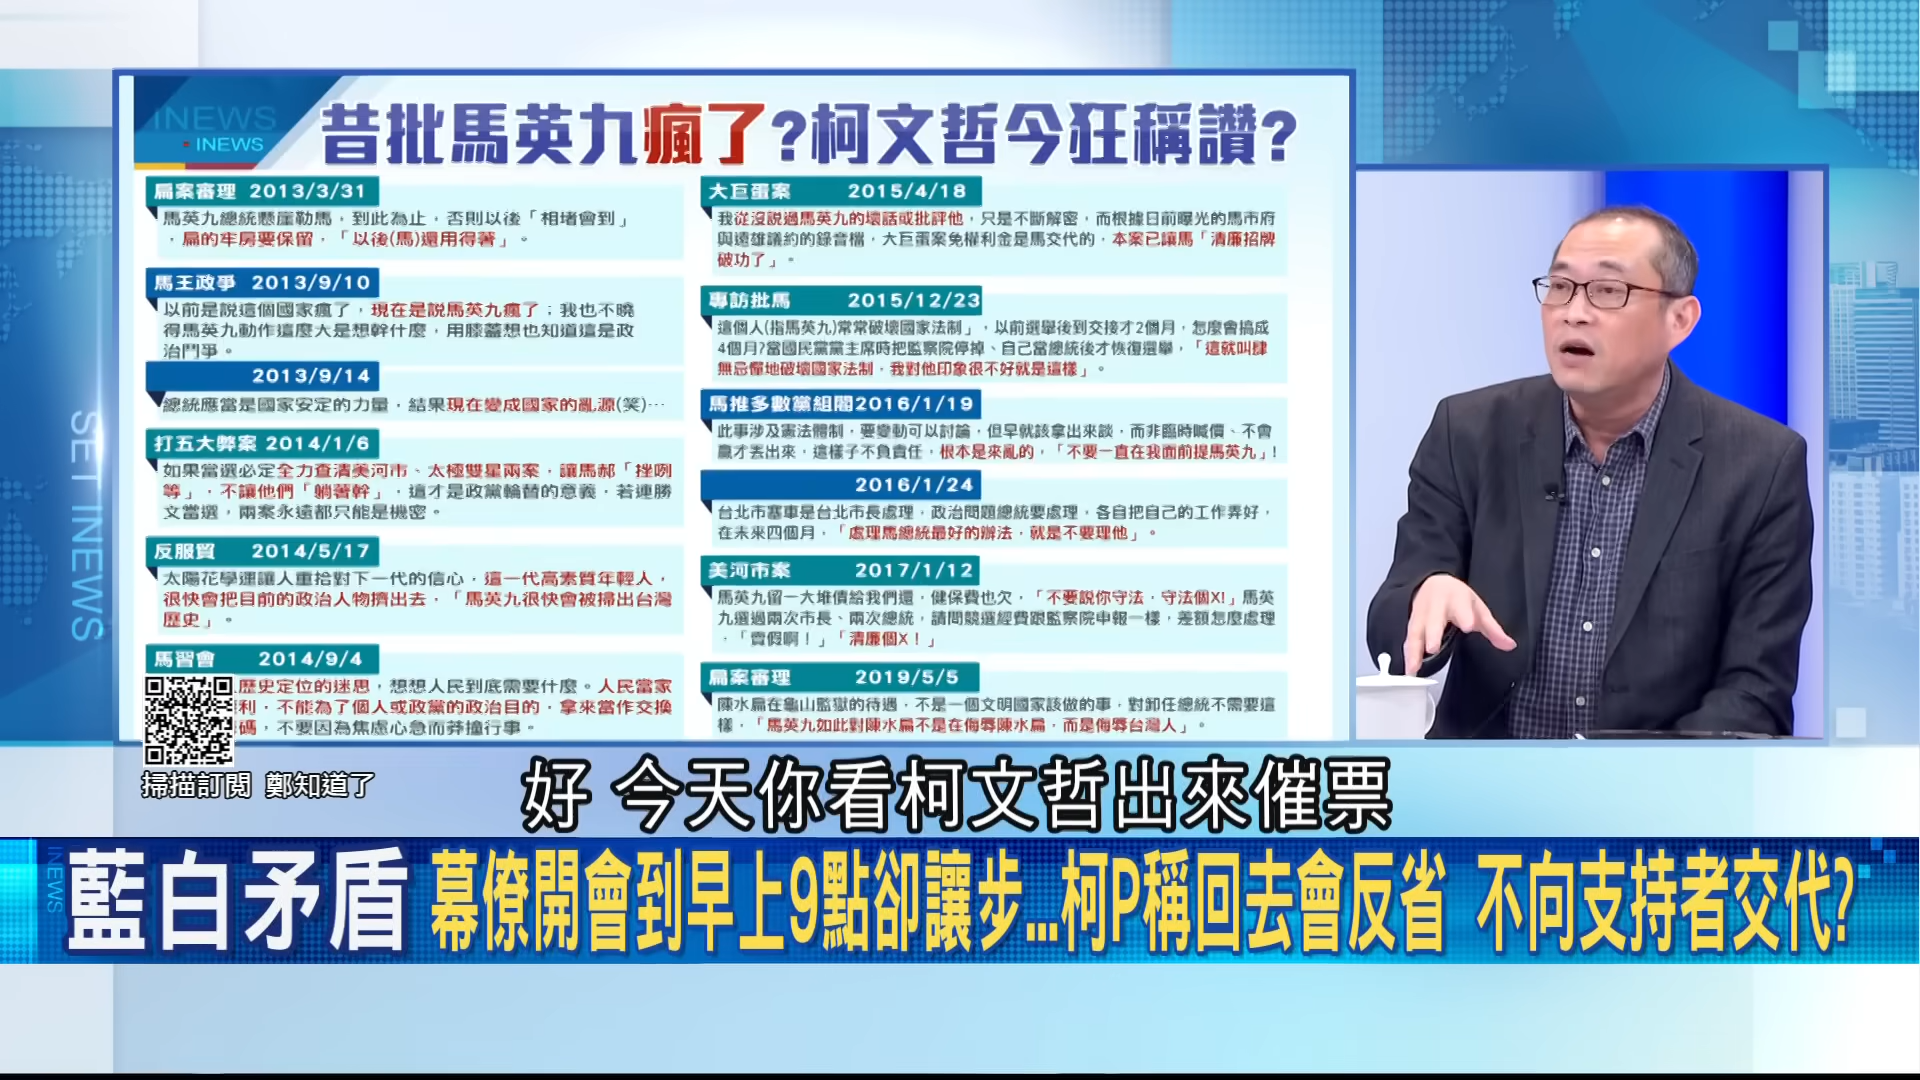 INEWS
INEWS
昔批馬英九瘋了?柯文哲今狂稱讚?
扁案審理 2013/3/31
馬英九總統懸崖勒馬，到此為止，否則以後「相堵會到」
，扁的牢房要保留，「以後(馬)還用得著」。
馬王政爭 2013/9/10
以前是說這個國家瘋了，現在是說馬英九瘋了；我也不曉
得馬英九動作這麼大是想幹什麼，用膝蓋想也知道這是政
治鬥爭。
2013/9/14
總統應當是國家安定的力量，結果現在變成國家的亂源(笑)…
打五大弊案 2014/1/6
如果當選必定全力查清美河市、太極雙星兩案，讓馬郝「挫咧
等」，不讓他們「躺著幹」，這才是政黨輪替的意義，若連勝
文當選，兩案永遠都只能是機密。
反服貿 2014/5/17
太陽花學運讓人重拾對下一代的信心，這一代高素質年輕人，
很快會把目前的政治人物擠出去，「馬英九很快會被掃出台灣
歷史」。
馬習會 2014/9/4
歷史定位的迷思，想想人民到底需要什麼。人民當家
利，不能為了個人或政黨的政治目的，拿來當作交換
碼，不要因為焦慮心急而莽撞行事。
大巨蛋案 2015/4/18
我從沒說過馬英九的壞話或批評他，只是不斷解密，而根據日前曝光的馬市府
與遠雄議約的錄音檔，大巨蛋案免權利金是馬交代的，本案已讓馬「清廉招牌
破功了」。
專訪批馬 2015/12/23
這個人(指馬英九)常常破壞國家法制」，以前選舉後到交接才2個月，怎麼會搞成
4個月?當國民黨黨主席時把監察院停掉、自己當總統後才恢復選舉，「這就叫肆
無忌憚地破壞國家法制，我對他印象很不好就是這樣」。
馬推多數黨組閣2016/1/19
此事涉及憲法體制，要變動可以討論，但早就該拿出來談，而非臨時喊價、不會
贏才丟出來，這樣子不負責任，根本是來亂的，「不要一直在我面前提馬英九」!
2016/1/24
台北市塞車是台北市長處理，政治問題總統要處理，各自把自己的工作弄好，
在未來四個月，「處理馬總統最好的辦法，就是不要理他」。
美河市案 2017/1/12
馬英九留一大堆債給我們還，健保費也欠，「不要說你守法，守法個X!」馬英
九選過兩次市長、兩次總統，請問競選經費跟監察院申報一樣，差額怎麼處理
，「賣假啊！」「清廉個X！」
扁案審理 2019/5/5
陳水扁在龜山監獄的待遇，不是一個文明國家該做的事，對卸任總統不需要這
樣，「馬英九如此對陳水扁不是在侮辱陳水扁，而是侮辱台灣人」。
SET iNEWS
掃描訂閱 鄭知道了
好 今天你看柯文哲出來催票
iNEWS
藍白矛盾 幕僚開會到早上9點卻讓步...柯P稱回去會反省 不向支持者交代?